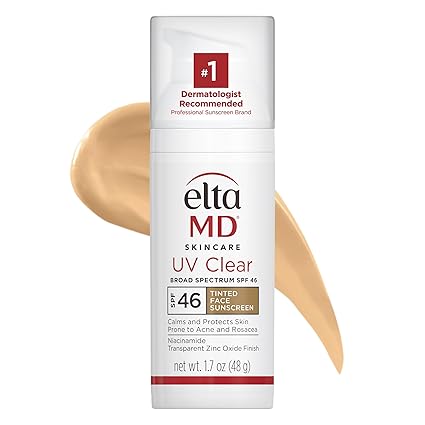 #1
Dermatologist
Recommended
Professional Sunscreen Brand
elta
MD®
SKINCARE
UV Clear
BROAD SPECTRUM SPF 46
SPF 46 TINTED
FACE
SUNSCREEN
Calms and Protects Skin
Prone to Acne and Rosacea
Niacinamide
Transparent Zinc Oxide Finish
net wt. 1.7 oz (48 g)